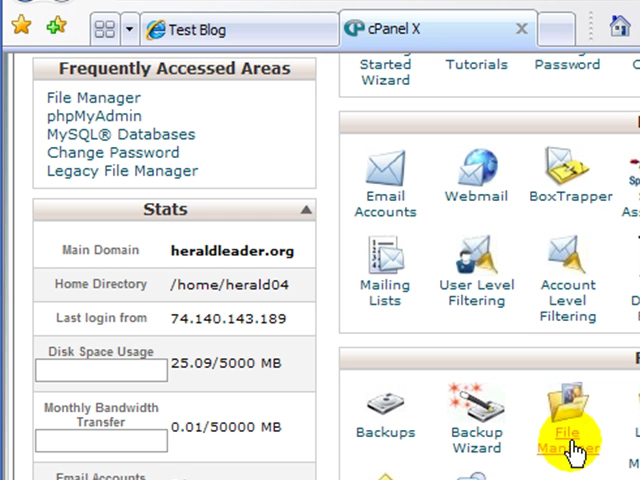 Test Blog
cPanel X
Frequently Accessed Areas
File Manager
phpMyAdmin
MySQL® Databases
Change Password
Legacy File Manager
Stats
Main Domain heraldleader.org
Home Directory /home/herald04
Last login from 74.140.143.189
Disk Space Usage 25.09/5000 MB
Monthly Bandwidth
Transfer 0.01/50000 MB
Email Accounts
Started
Wizard
Tutorials
Password
Email
Accounts
Webmail
BoxTrapper
Mailing
Lists
User Level
Filtering
Account
Level
Filtering
Backups
Backup
Wizard
File
Manager